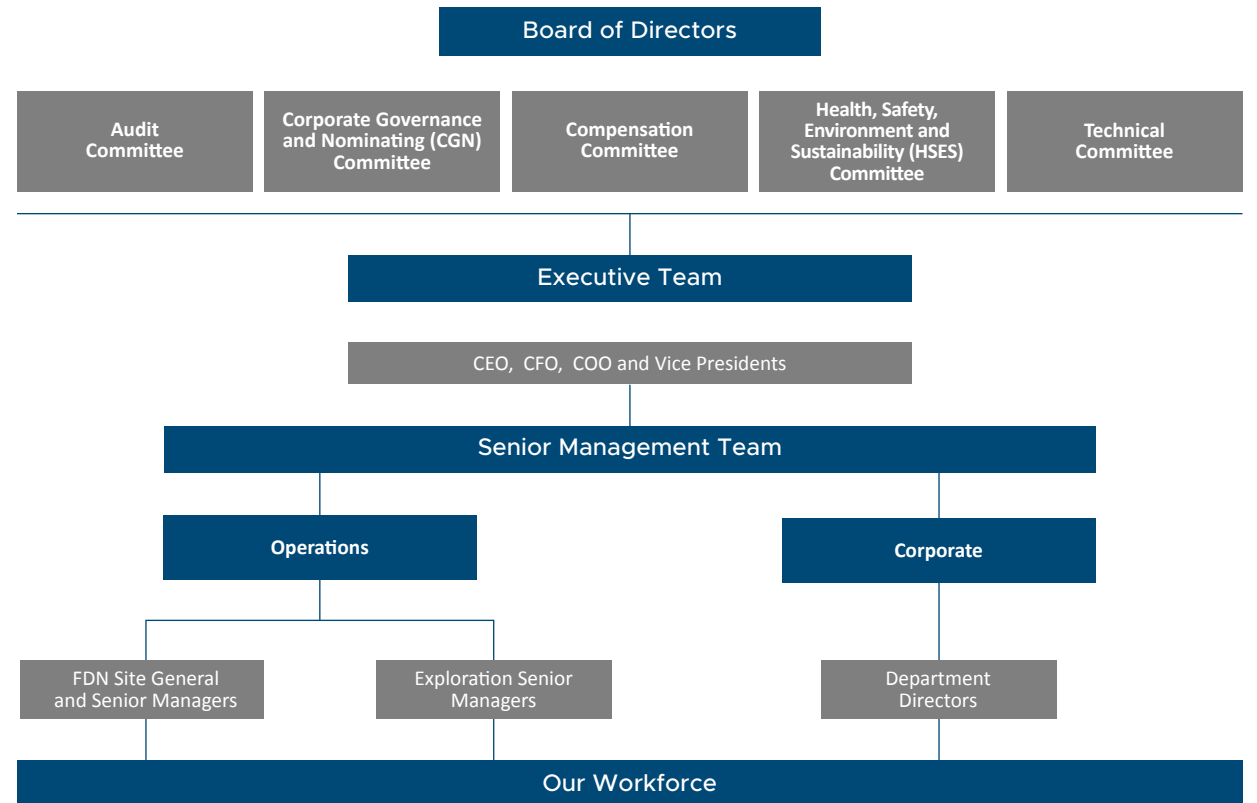 Board of Directors
Audit
Committee
Corporate Governance
and Nominating (CGN)
Committee
Compensation
Committee
Health, Safety,
Environment and
Sustainability (HSES)
Committee
Technical
Committee
Executive Team
CEO, CFO, COO and Vice Presidents
Senior Management Team
Operations
Corporate
FDN Site General
and Senior Managers
Exploration Senior
Managers
Department
Directors
Our Workforce